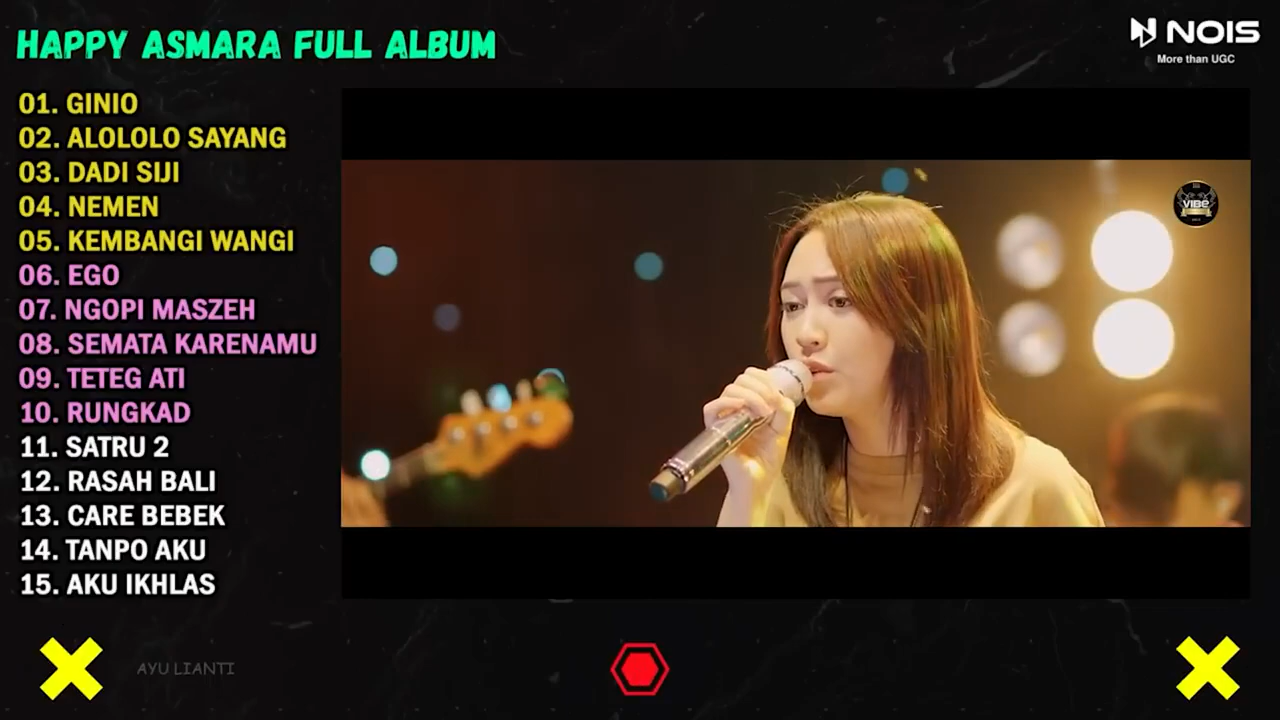 HAPPY ASMARA FULL ALBUM
NOIS
More than UGC
01. GINIO
02. ALOLOLO SAYANG
03. DADI SIJI
04. NEMEN
05. KEMBANGI WANGI
06. EGO
07. NGOPI MASZEH
08. SEMATA KARENAMU
09. TETEG ATI
10. RUNGKAD
11. SATRU 2
12. RASAH BALI
13. CARE BEBEK
14. TANPO AKU
15. AKU IKHLAS
VIBE
AYU LIANTI